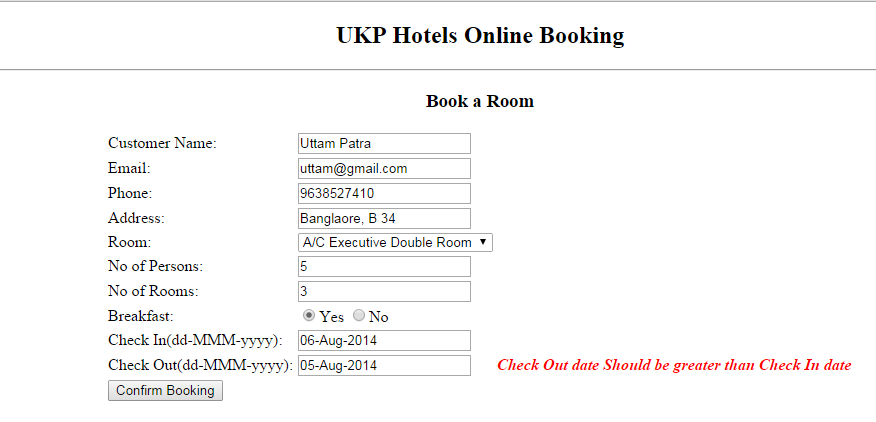 UKP Hotels Online Booking
Book a Room
Customer Name: Uttam Patra
Email: uttam@gmail.com
Phone: 9638527410
Address: Banglaore, B 34
Room: A/C Executive Double Room
No of Persons: 5
No of Rooms: 3
Breakfast: Yes No
Check In(dd-MMM-yyyy): 06-Aug-2014
Check Out(dd-MMM-yyyy): 05-Aug-2014 Check Out date Should be greater than Check In date
Confirm Booking